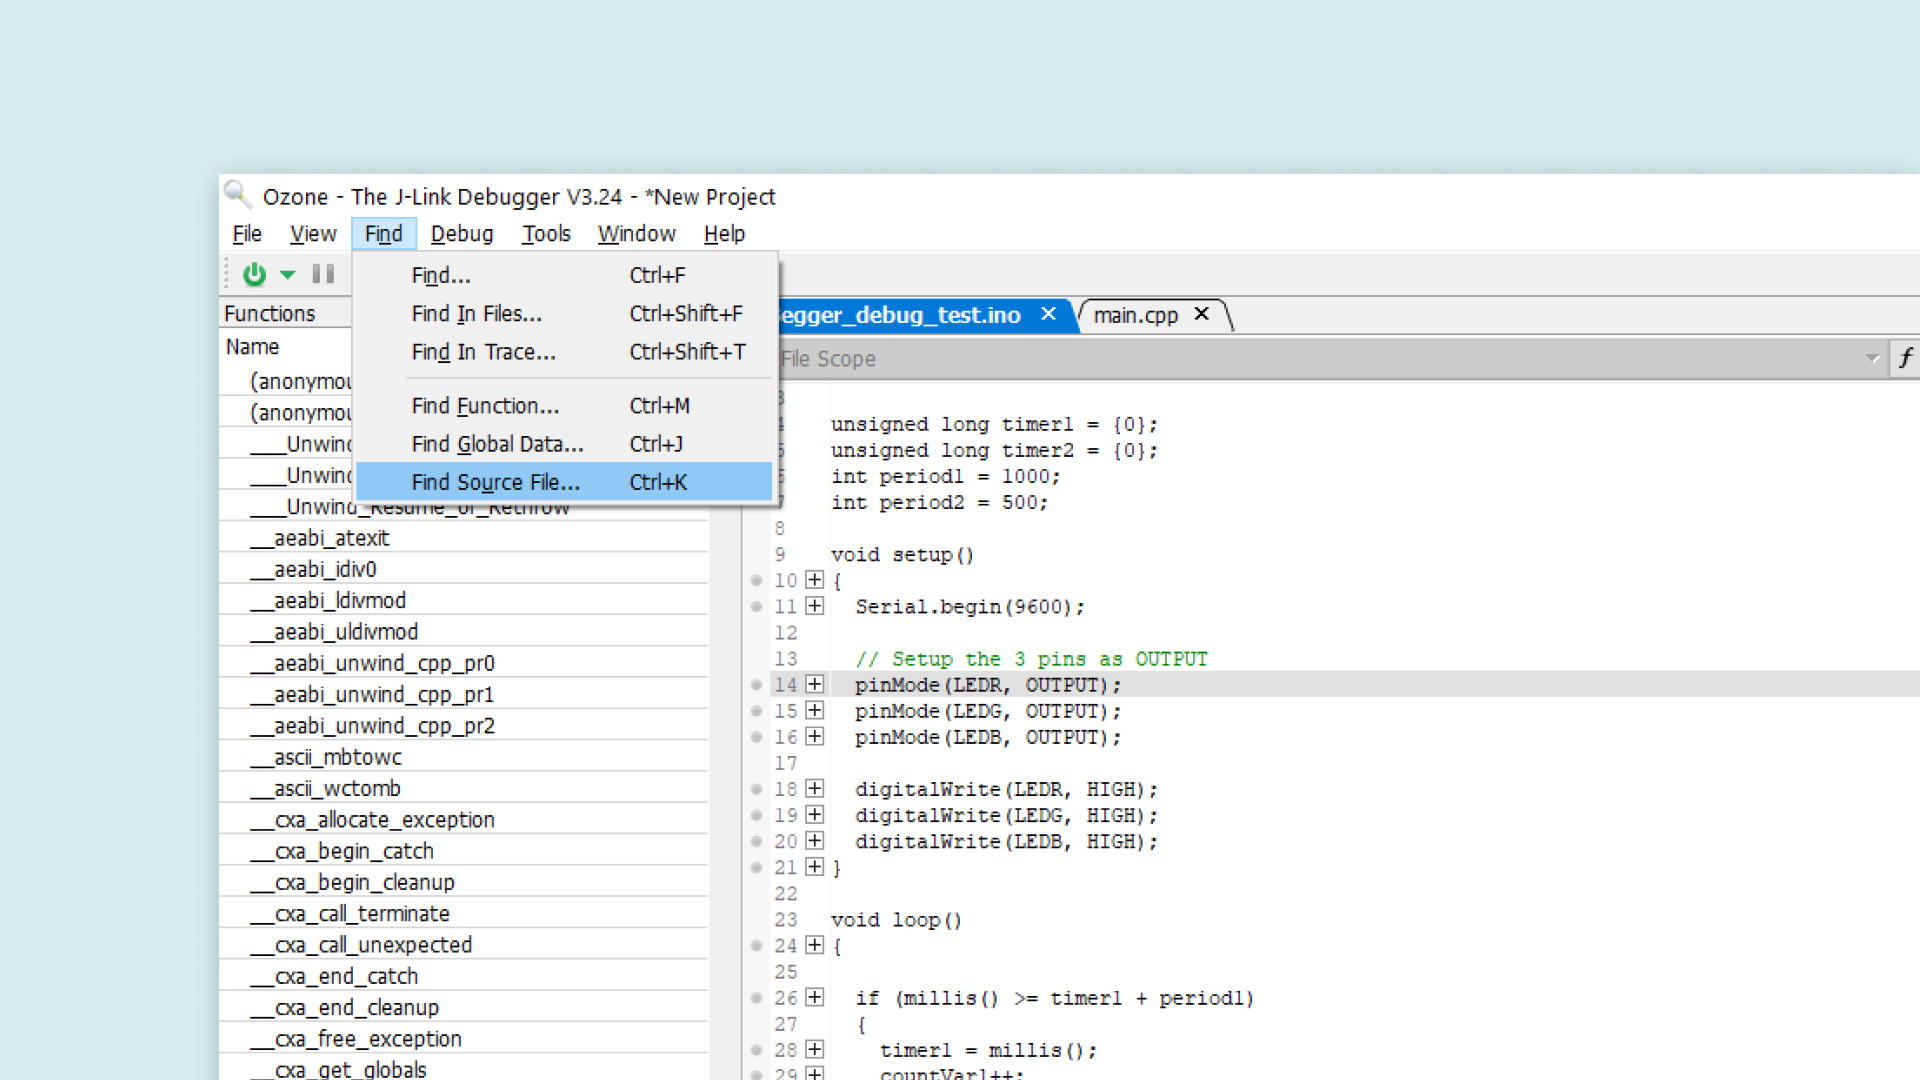 Ozone - The J-Link Debugger V3.24 - *New Project
File View Find Debug Tools Window Help
Find... Ctrl+F
Find In Files... Ctrl+Shift+F
Find In Trace... Ctrl+Shift+T
Find Function... Ctrl+M
Find Global Data... Ctrl+J
Find Source File... Ctrl+K
Functions
Name
(anonymou
(anonymou
___Unwind
___Unwind
___Unwind_Resume_or_Rethrow
__aeabi_atexit
__aeabi_idiv0
__aeabi_ldivmod
__aeabi_uldivmod
__aeabi_unwind_cpp_pr0
__aeabi_unwind_cpp_pr1
__aeabi_unwind_cpp_pr2
__ascii_mbtowc
__ascii_wctomb
__cxa_allocate_exception
__cxa_begin_catch
__cxa_begin_cleanup
__cxa_call_terminate
__cxa_call_unexpected
__cxa_end_catch
__cxa_end_cleanup
__cxa_free_exception
__cxa_get_globals
egger_debug_test.ino main.cpp
File Scope f
3
4 unsigned long timer1 = {0};
5 unsigned long timer2 = {0};
6 int period1 = 1000;
7 int period2 = 500;
8
9 void setup()
10 {
11 Serial.begin(9600);
12
13 // Setup the 3 pins as OUTPUT
14 pinMode(LEDR, OUTPUT);
15 pinMode(LEDG, OUTPUT);
16 pinMode(LEDB, OUTPUT);
17
18 digitalWrite(LEDR, HIGH);
19 digitalWrite(LEDG, HIGH);
20 digitalWrite(LEDB, HIGH);
21 }
22
23 void loop()
24 {
25
26 if (millis() >= timer1 + period1)
27 {
28 timer1 = millis();
29 countVar1++;